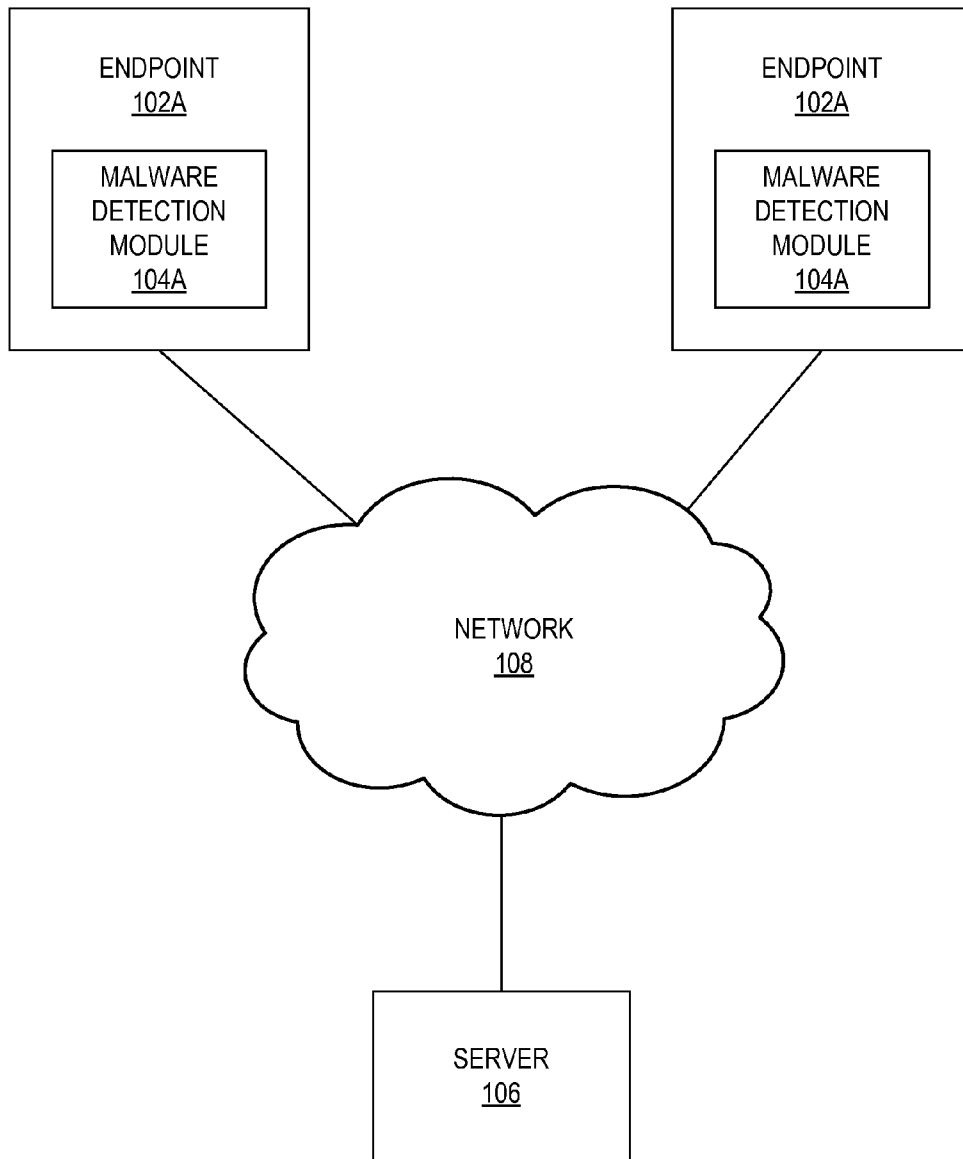 ENDPOINT
102A
MALWARE
DETECTION
MODULE
104A
ENDPOINT
102A
MALWARE
DETECTION
MODULE
104A
NETWORK
108
SERVER
106